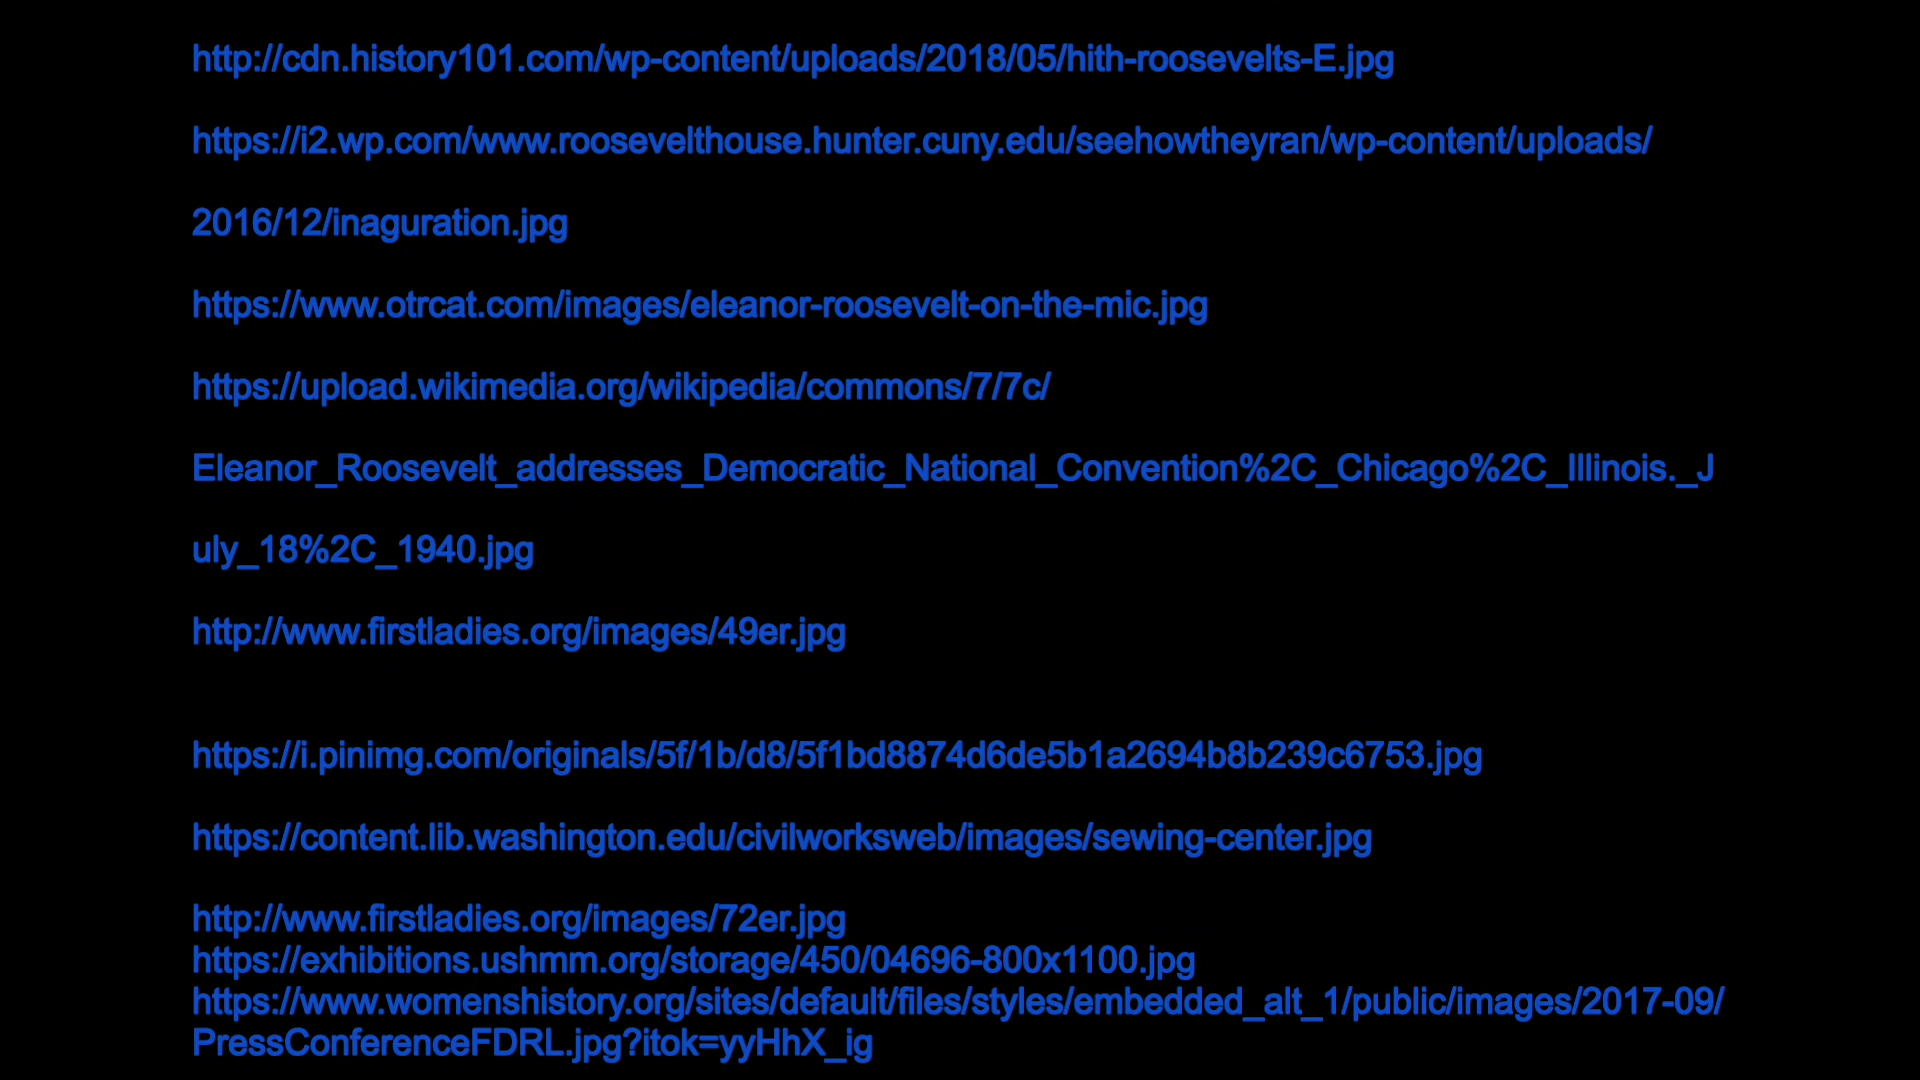 http://cdn.history101.com/wp-content/uploads/2018/05/hith-roosevelts-E.jpg
https://i2.wp.com/www.roosevelthouse.hunter.cuny.edu/seehowtheyran/wp-content/uploads/
2016/12/inaguration.jpg
https://www.otrcat.com/images/eleanor-roosevelt-on-the-mic.jpg
https://upload.wikimedia.org/wikipedia/commons/7/7c/
Eleanor_Roosevelt_addresses_Democratic_National_Convention%2C_Chicago%2C_Illinois._J
uly_18%2C_1940.jpg
http://www.firstladies.org/images/49er.jpg
https://i.pinimg.com/originals/5f/1b/d8/5f1bd8874d6de5b1a2694b8b239c6753.jpg
https://content.lib.washington.edu/civilworksweb/images/sewing-center.jpg
http://www.firstladies.org/images/72er.jpg
https://exhibitions.ushmm.org/storage/450/04696-800x1100.jpg
https://www.womenshistory.org/sites/default/files/styles/embedded_alt_1/public/images/2017-09/
PressConferenceFDRL.jpg?itok=yyHhX_ig